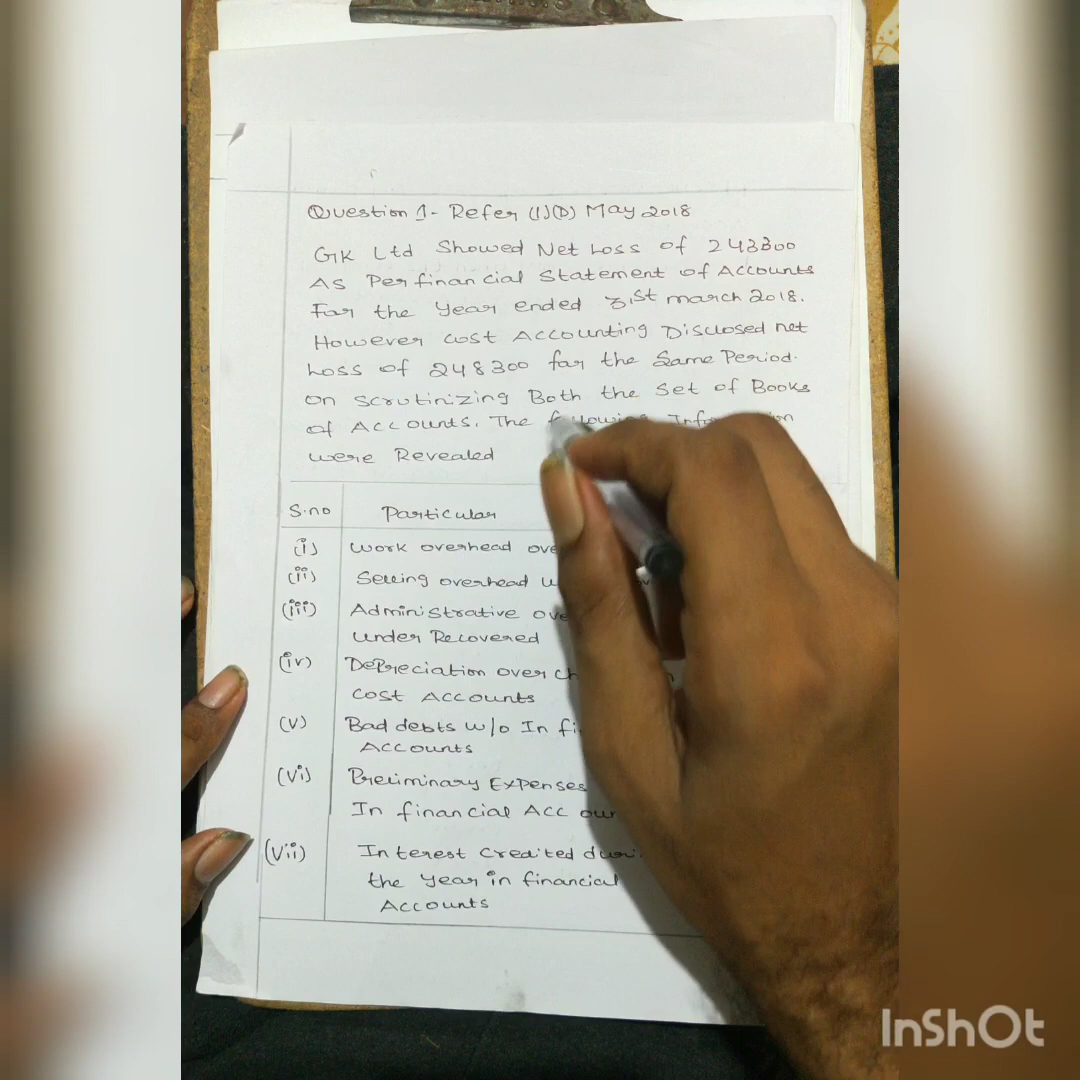 Question 1- Refer (1)(D) May 2018
GK Ltd Showed Net Loss of 243300
As Per financial Statement of Accounts
For the Year ended 31st march 2018.
However cost Accounting Disclosed net
Loss of 248300 for the Same Period.
on Scrutinizing Both the Set of Books
of Accounts. The
were Revealed
S.no Particular
(i) Work overhead
(ii) Selling overhead
(iii) Administrative
under Recovered
(iv) Depreciation over
cost Accounts
(v) Bad debts w/o In
Accounts
(vi) Preliminary Expenses
In financial
(vii) Interest Credited
the Year in financial
Accounts
InShOt